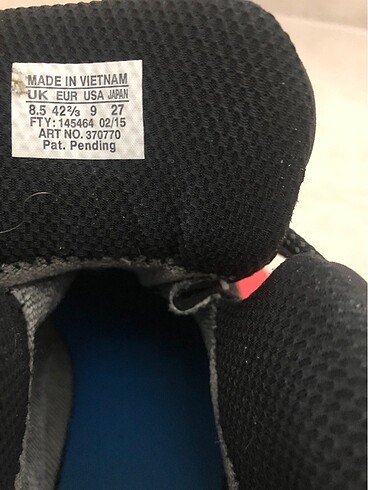 MADE IN VIETNAM
UK EUR USA JAPAN
8.5 42⅔ 9 27
FTY: 145464 02/15
ART NO. 370770
Pat. Pending